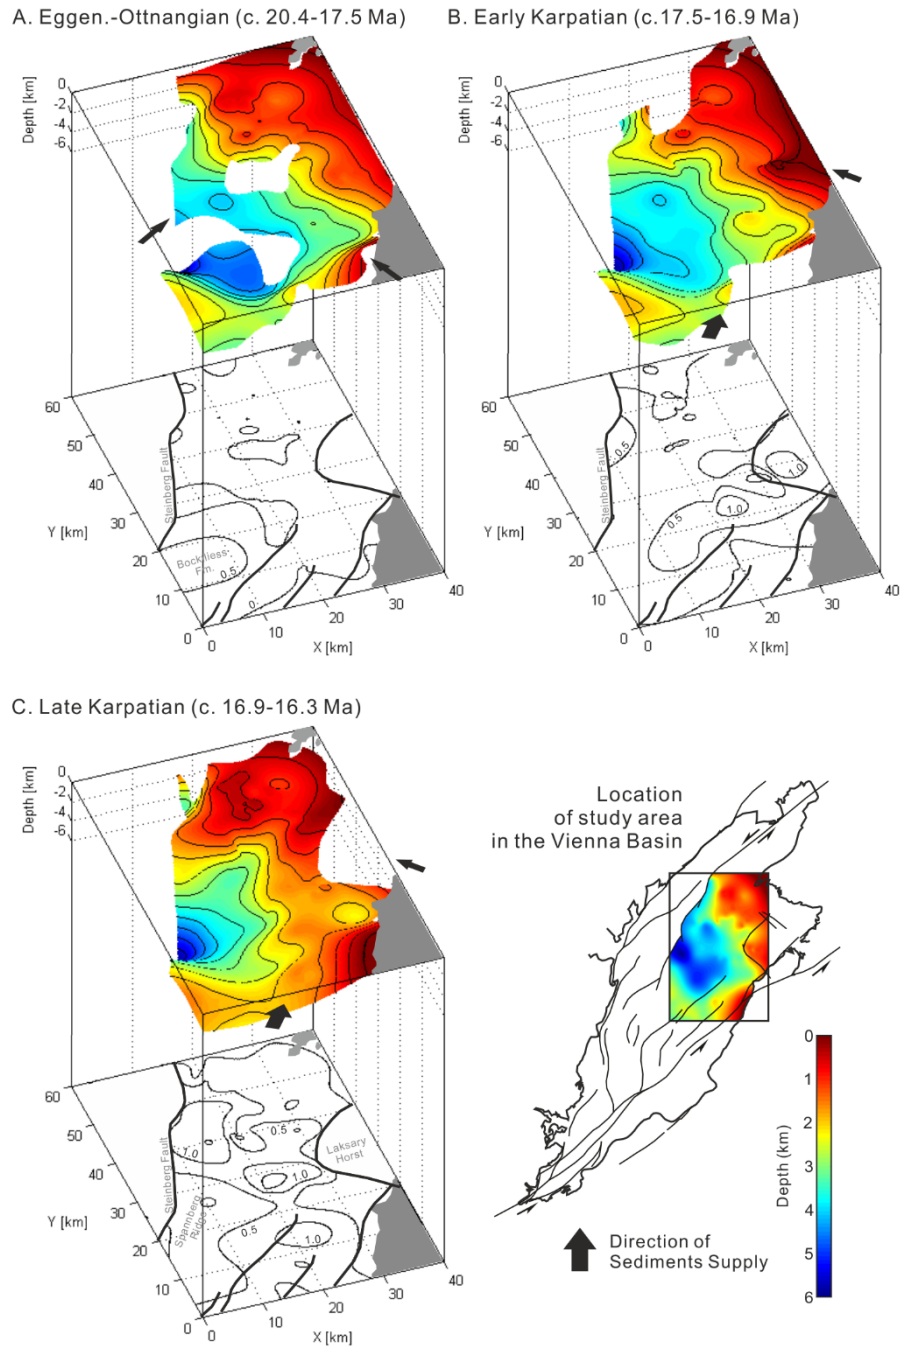 A. Eggen.-Ottnangian (c. 20.4-17.5 Ma)
0
-2
-4
-6
Depth [km]
60
50
40
30
20
10
0
Y [km]
0
10
20
30
40
X [km]
Steinberg Fault
Bockfliess-
Fm.
0.5
0
B. Early Karpatian (c.17.5-16.9 Ma)
0
-2
-4
-6
Depth [km]
60
50
40
30
20
10
0
Y [km]
0
10
20
30
40
X [km]
Steinberg Fault
0.5
1.0
0.5
1.0
C. Late Karpatian (c. 16.9-16.3 Ma)
0
-2
-4
-6
Depth [km]
60
50
40
30
20
10
0
Y [km]
0
10
20
30
40
X [km]
Steinberg Fault
Spannberg
Ridge
Laksary
Horst
1.0
0.5
1.0
0.5
1.0
Location
of study area
in the Vienna Basin
0
1
2
3
4
5
6
Depth (km)
Direction of
Sediments Supply